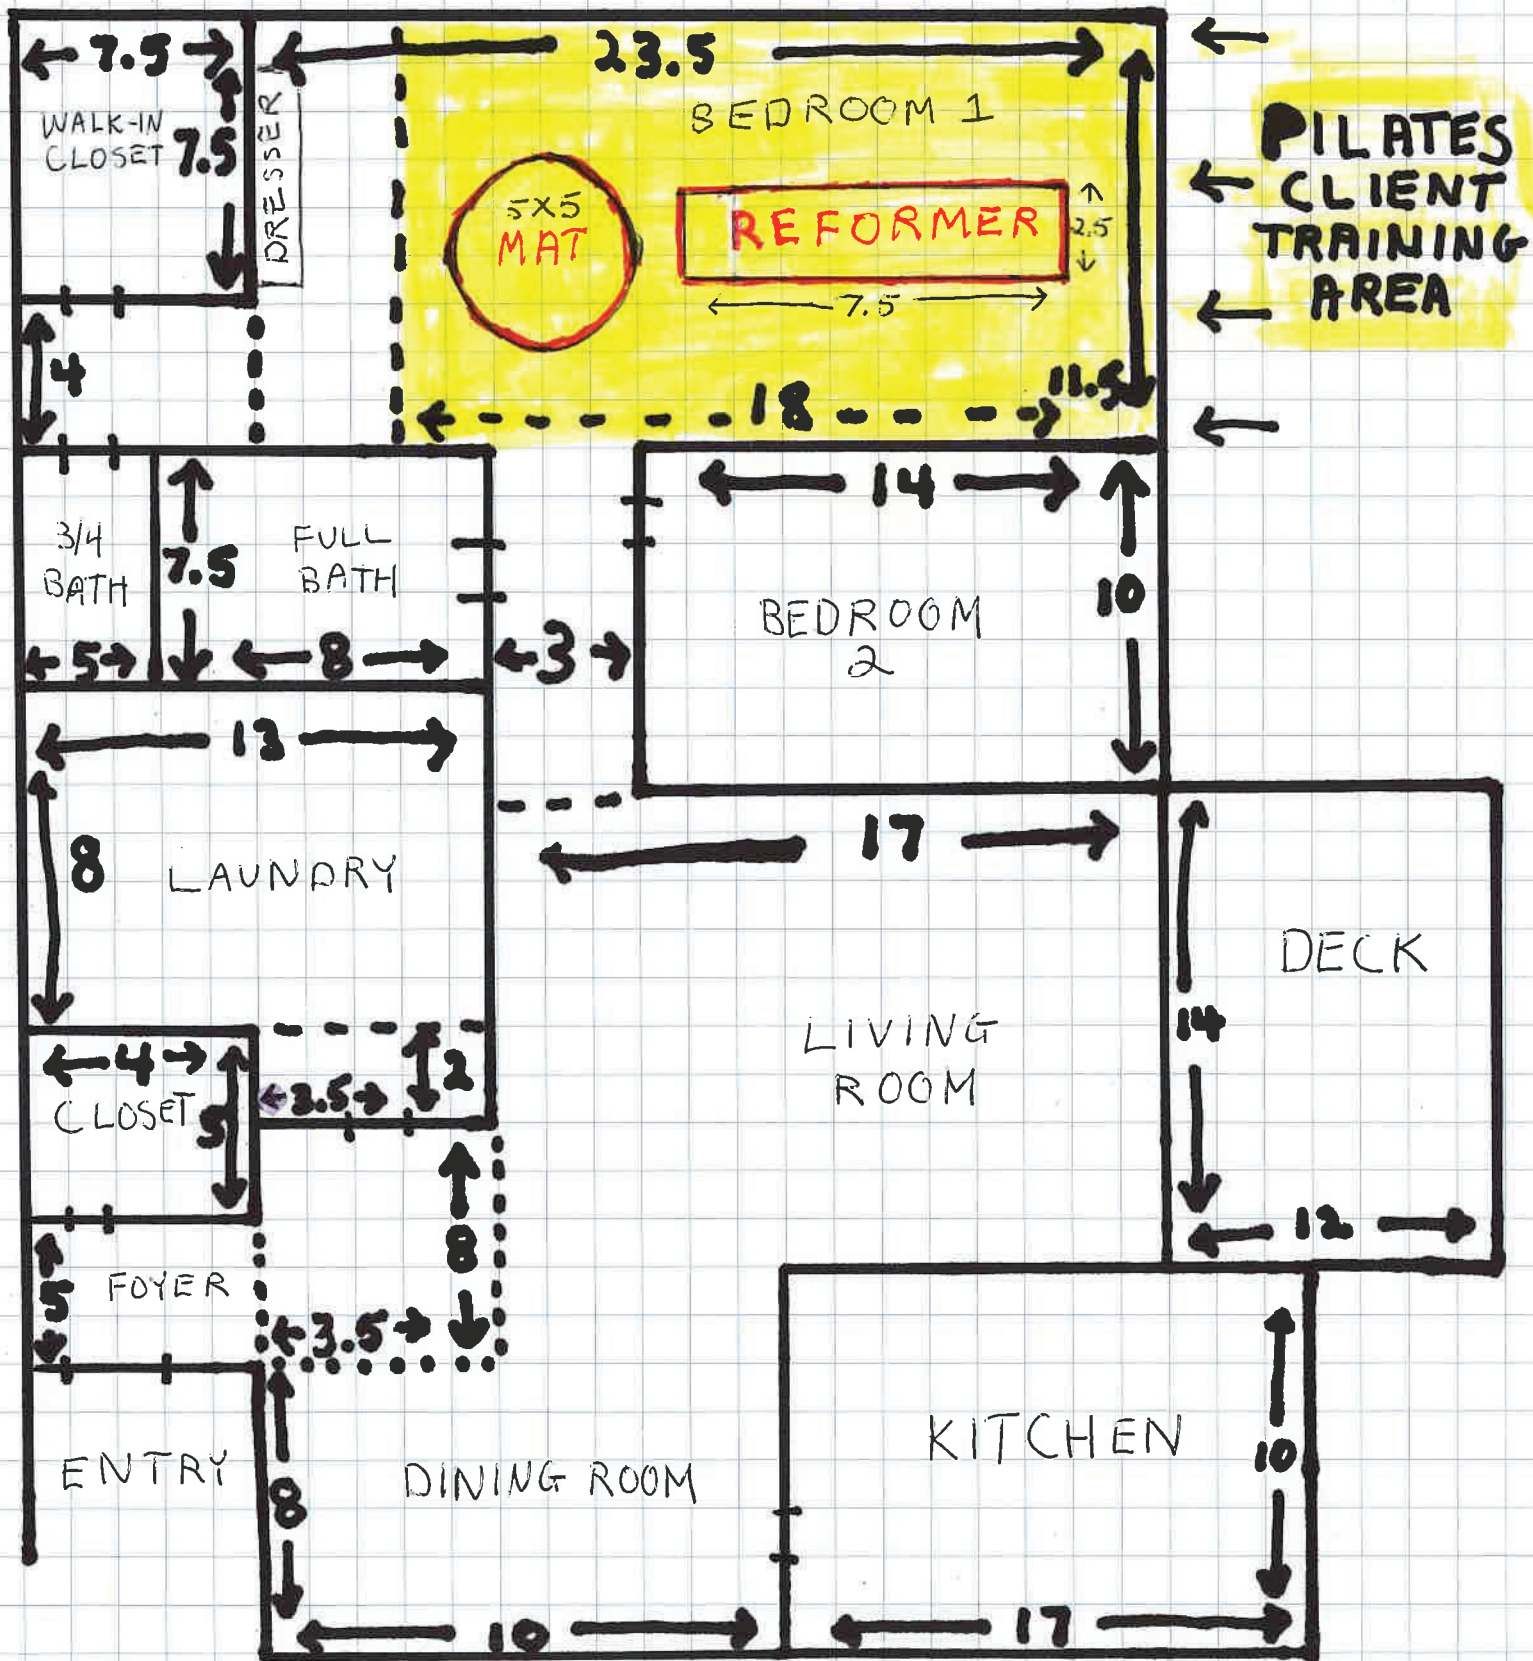 7.5
23.5
WALK-IN
CLOSET
7.5
DRESSER
BEDROOM 1
5X5
MAT
REFORMER
2.5
7.5
PILATES
CLIENT
TRAINING
AREA
4
18
11.5
14
3/4
BATH
7.5
FULL
BATH
10
BEDROOM
2
5
8
3
13
17
8
LAUNDRY
DECK
LIVING
ROOM
14
4
2
CLOSET
5
3.5
8
12
5
FOYER
3.5
KITCHEN
10
ENTRY
8
DINING ROOM
10
17